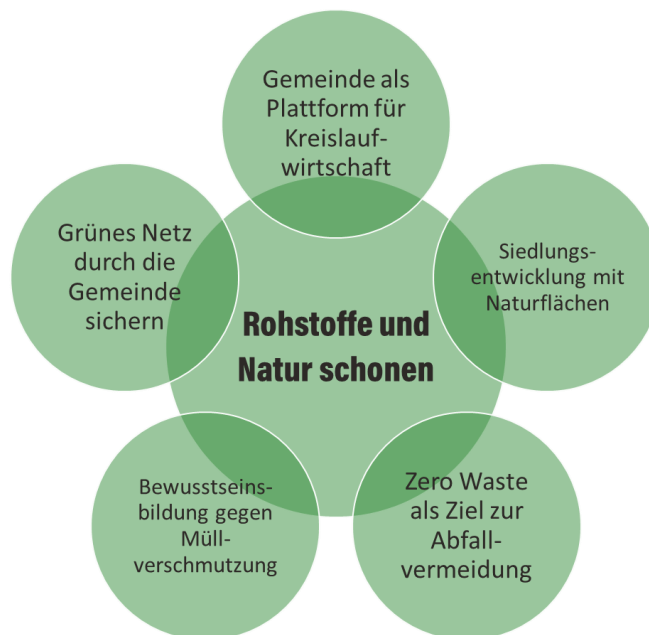 Gemeinde als
Plattform für
Kreislauf-
wirtschaft
Siedlungs-
entwicklung mit
Naturflächen
Zero Waste
als Ziel zur
Abfall-
vermeidung
Bewusstseins-
bildung gegen
Müll-
verschmutzung
Grünes Netz
durch die
Gemeinde
sichern
Rohstoffe und
Natur schonen